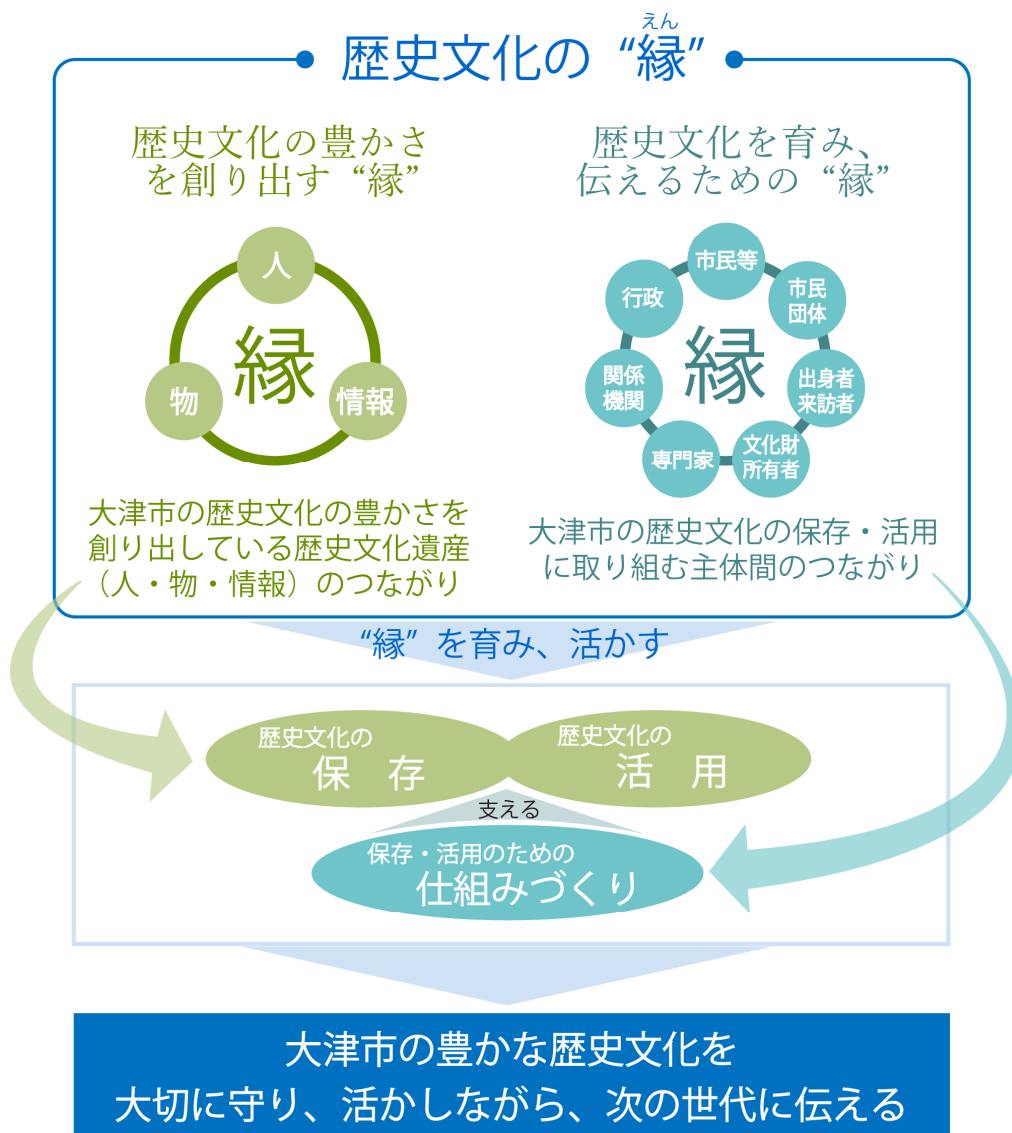 えん
歴史文化の“縁”
歴史文化の豊かさ
を創り出す“縁”
人
縁
物
情報
大津市の歴史文化の豊かさを
創り出している歴史文化遺産
（人・物・情報）のつながり
歴史文化を育み、
伝えるための“縁”
市民等
行政
市民
団体
縁
関係
機関
出身者
来訪者
専門家
文化財
所有者
大津市の歴史文化の保存・活用
に取り組む主体間のつながり
“縁”を育み、活かす
歴史文化の
保　存
歴史文化の
活　用
支える
保存・活用のための
仕組みづくり
大津市の豊かな歴史文化を
大切に守り、活かしながら、次の世代に伝える